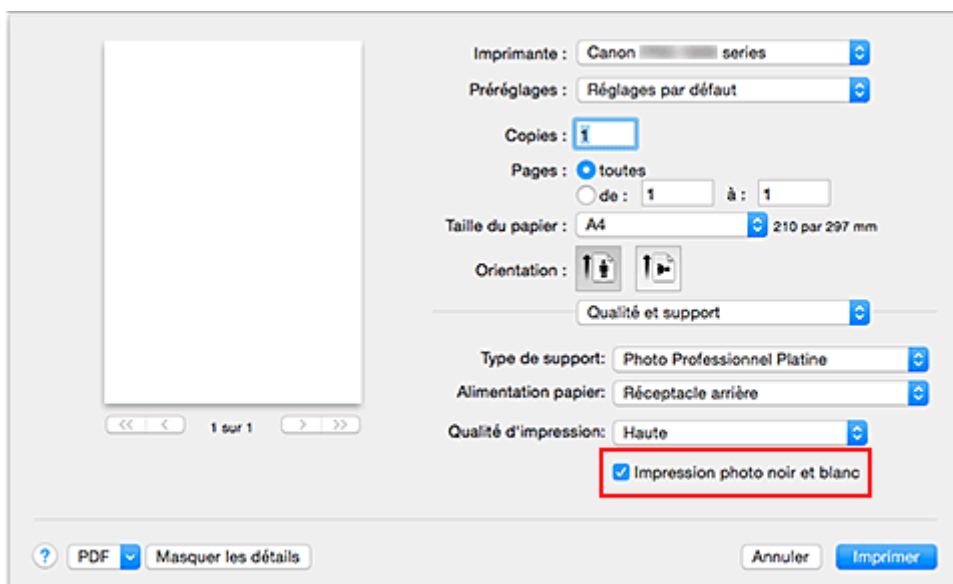 Imprimante : Canon series
Préréglages : Réglages par défaut
Copies : 1
Pages : toutes
de : 1 à : 1
Taille du papier : A4 210 par 297 mm
Orientation :
Qualité et support
Type de support: Photo Professionnel Platine
Alimentation papier: Réceptacle arrière
1 sur 1
Qualité d'impression: Haute
Impression photo noir et blanc
? PDF Masquer les détails Annuler Imprimer